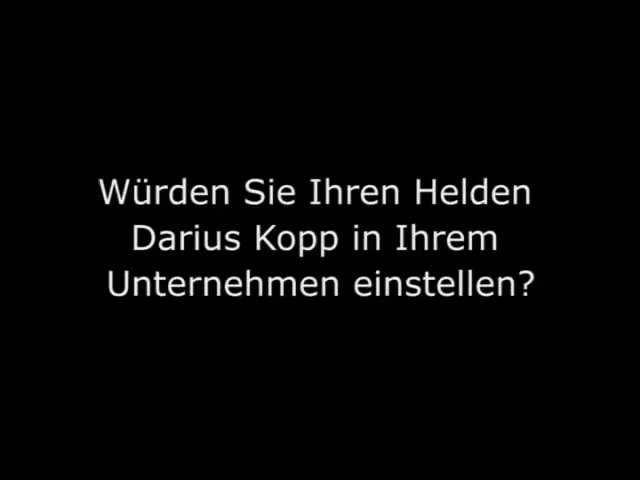 Würden Sie Ihren Helden
Darius Kopp in Ihrem
Unternehmen einstellen?